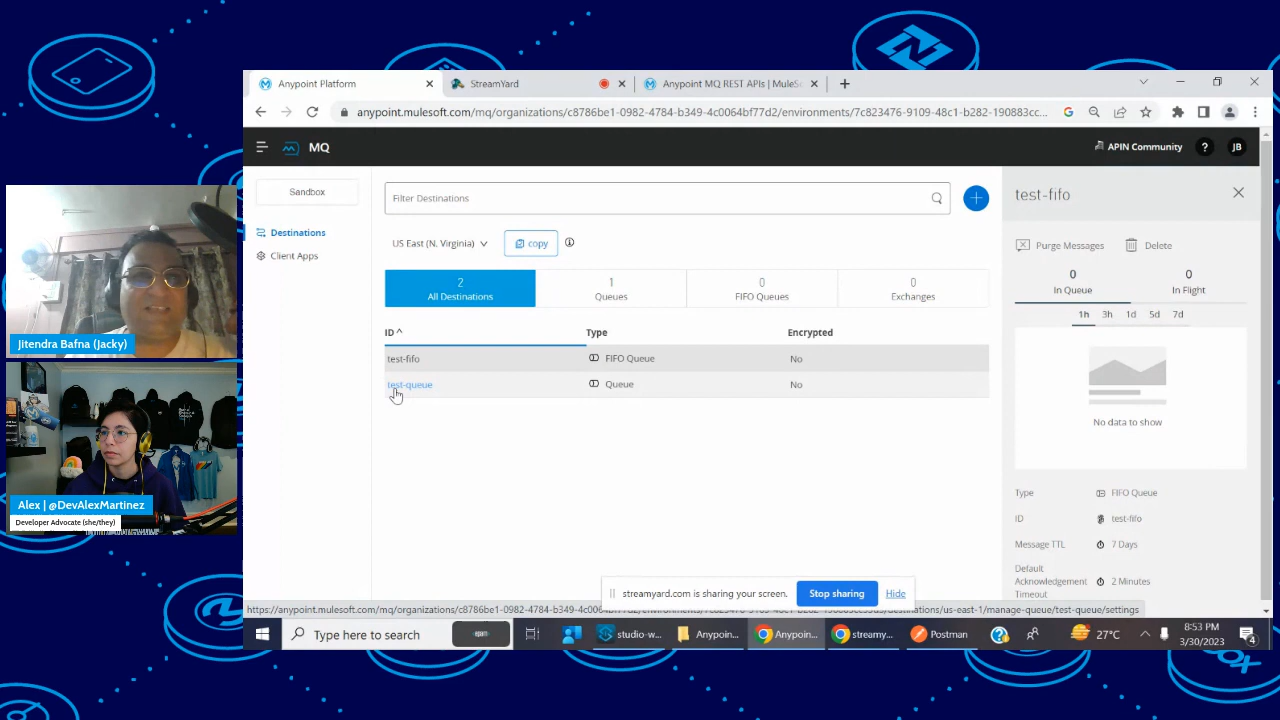 Anypoint Platform
StreamYard
Anypoint MQ REST APIs | MuleSo
anypoint.mulesoft.com/mq/organizations/c8786be1-0982-4784-b349-4c0064bf77d2/environments/7c823476-9109-48c1-b282-190883cc...
MQ
APIN Community
?
JB
Sandbox
Destinations
Client Apps
Filter Destinations
US East (N. Virginia)
copy
2
All Destinations
1
Queues
0
FIFO Queues
0
Exchanges
ID
Type
Encrypted
test-fifo
FIFO Queue
No
test-queue
Queue
No
test-fifo
Purge Messages
Delete
0
In Queue
0
In Flight
1h
3h
1d
5d
7d
No data to show
Type
FIFO Queue
ID
test-fifo
Message TTL
7 Days
Default
Acknowledgement
Timeout
2 Minutes
Jitendra Bafna (Jacky)
Alex | @DevAlexMartinez
Developer Advocate (she/they)
streamyard.com is sharing your screen.
Stop sharing
Hide
Type here to search
studio-w...
Anypoin...
Anypoin...
streamy...
Postman
27°C
8:53 PM
3/30/2023
4